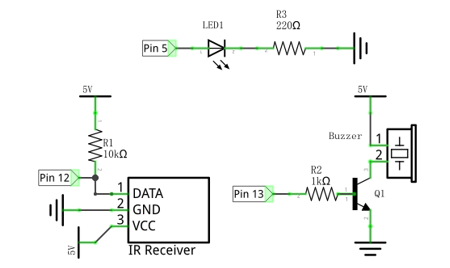 LED1
R3
220Ω
Pin 5
5V
R1
10kΩ
Pin 12
1 DATA
2 GND
3 VCC
5V
IR Receiver
5V
Buzzer
1
2
R2
1kΩ
Pin 13
Q1